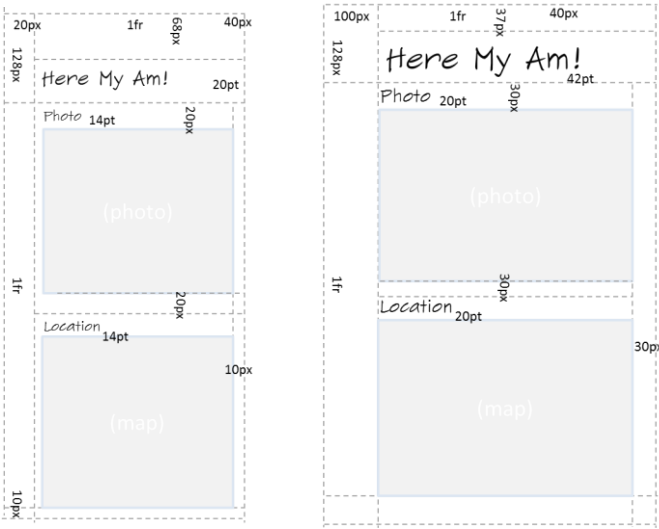 20px 1fr 68px 40px
128px
Here My Am! 20pt
Photo 14pt 20px
(photo)
1fr
20px
Location
14pt
10px
(map)
10px
100px 1fr 37px 40px
128px
Here My Am!
42pt
Photo 20pt 30px
(photo)
1fr
30px
Location 20pt
30px
(map)